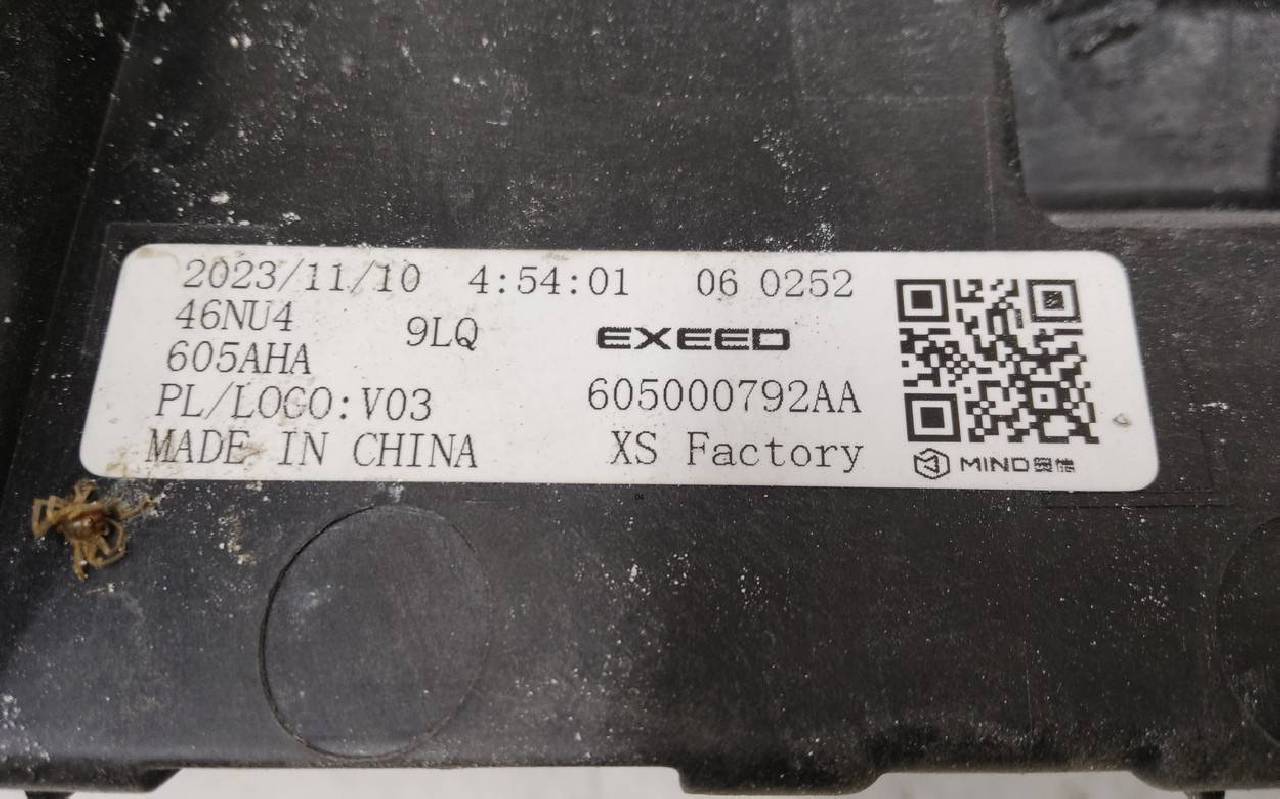 2023/11/10 4:54:01 06 0252
46NU4
9LQ EXEED
605AHA
PL/LOGO:V03 605000792AA
MADE IN CHINA XS Factory
MIND